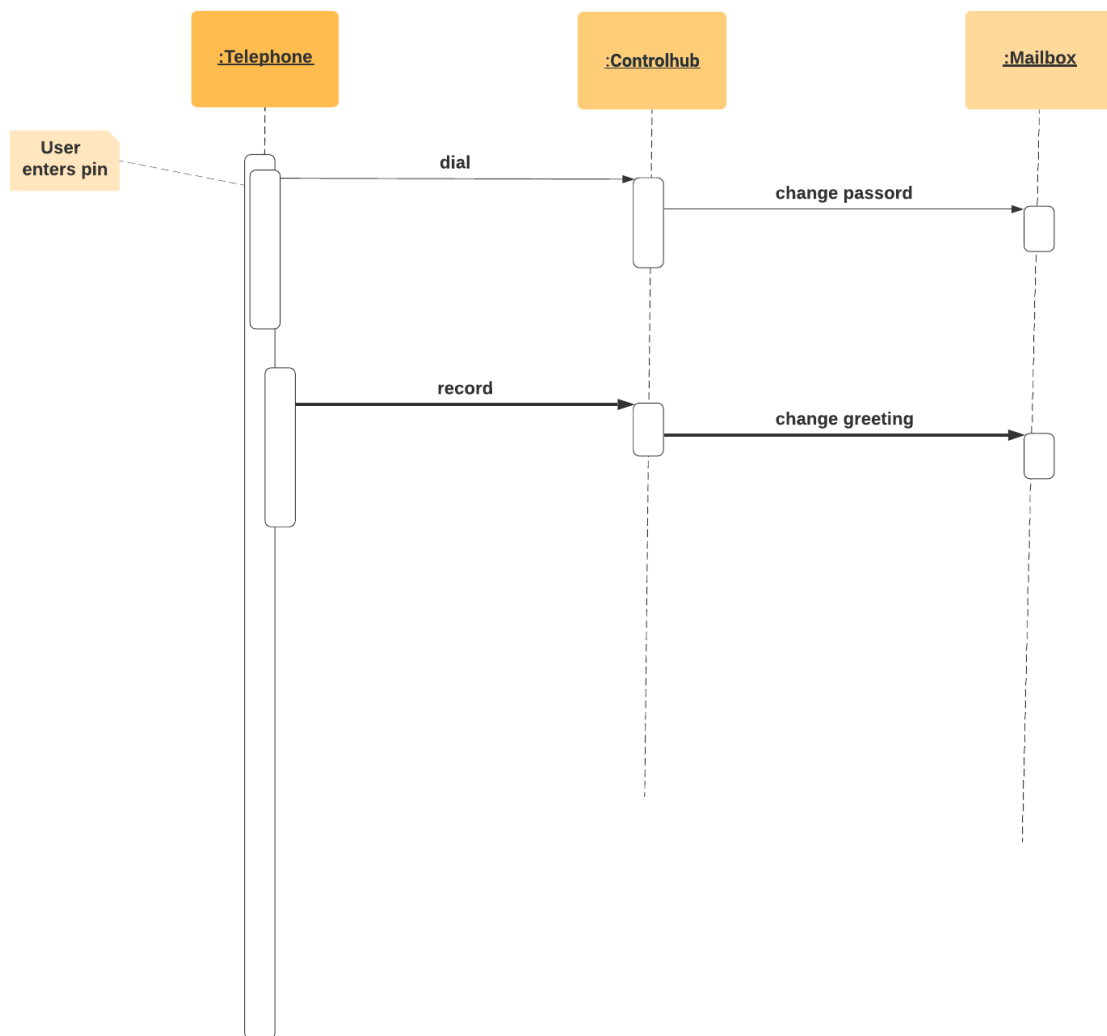 :Telephone
:Controlhub
:Mailbox
User
enters pin
dial
change passord
record
change greeting